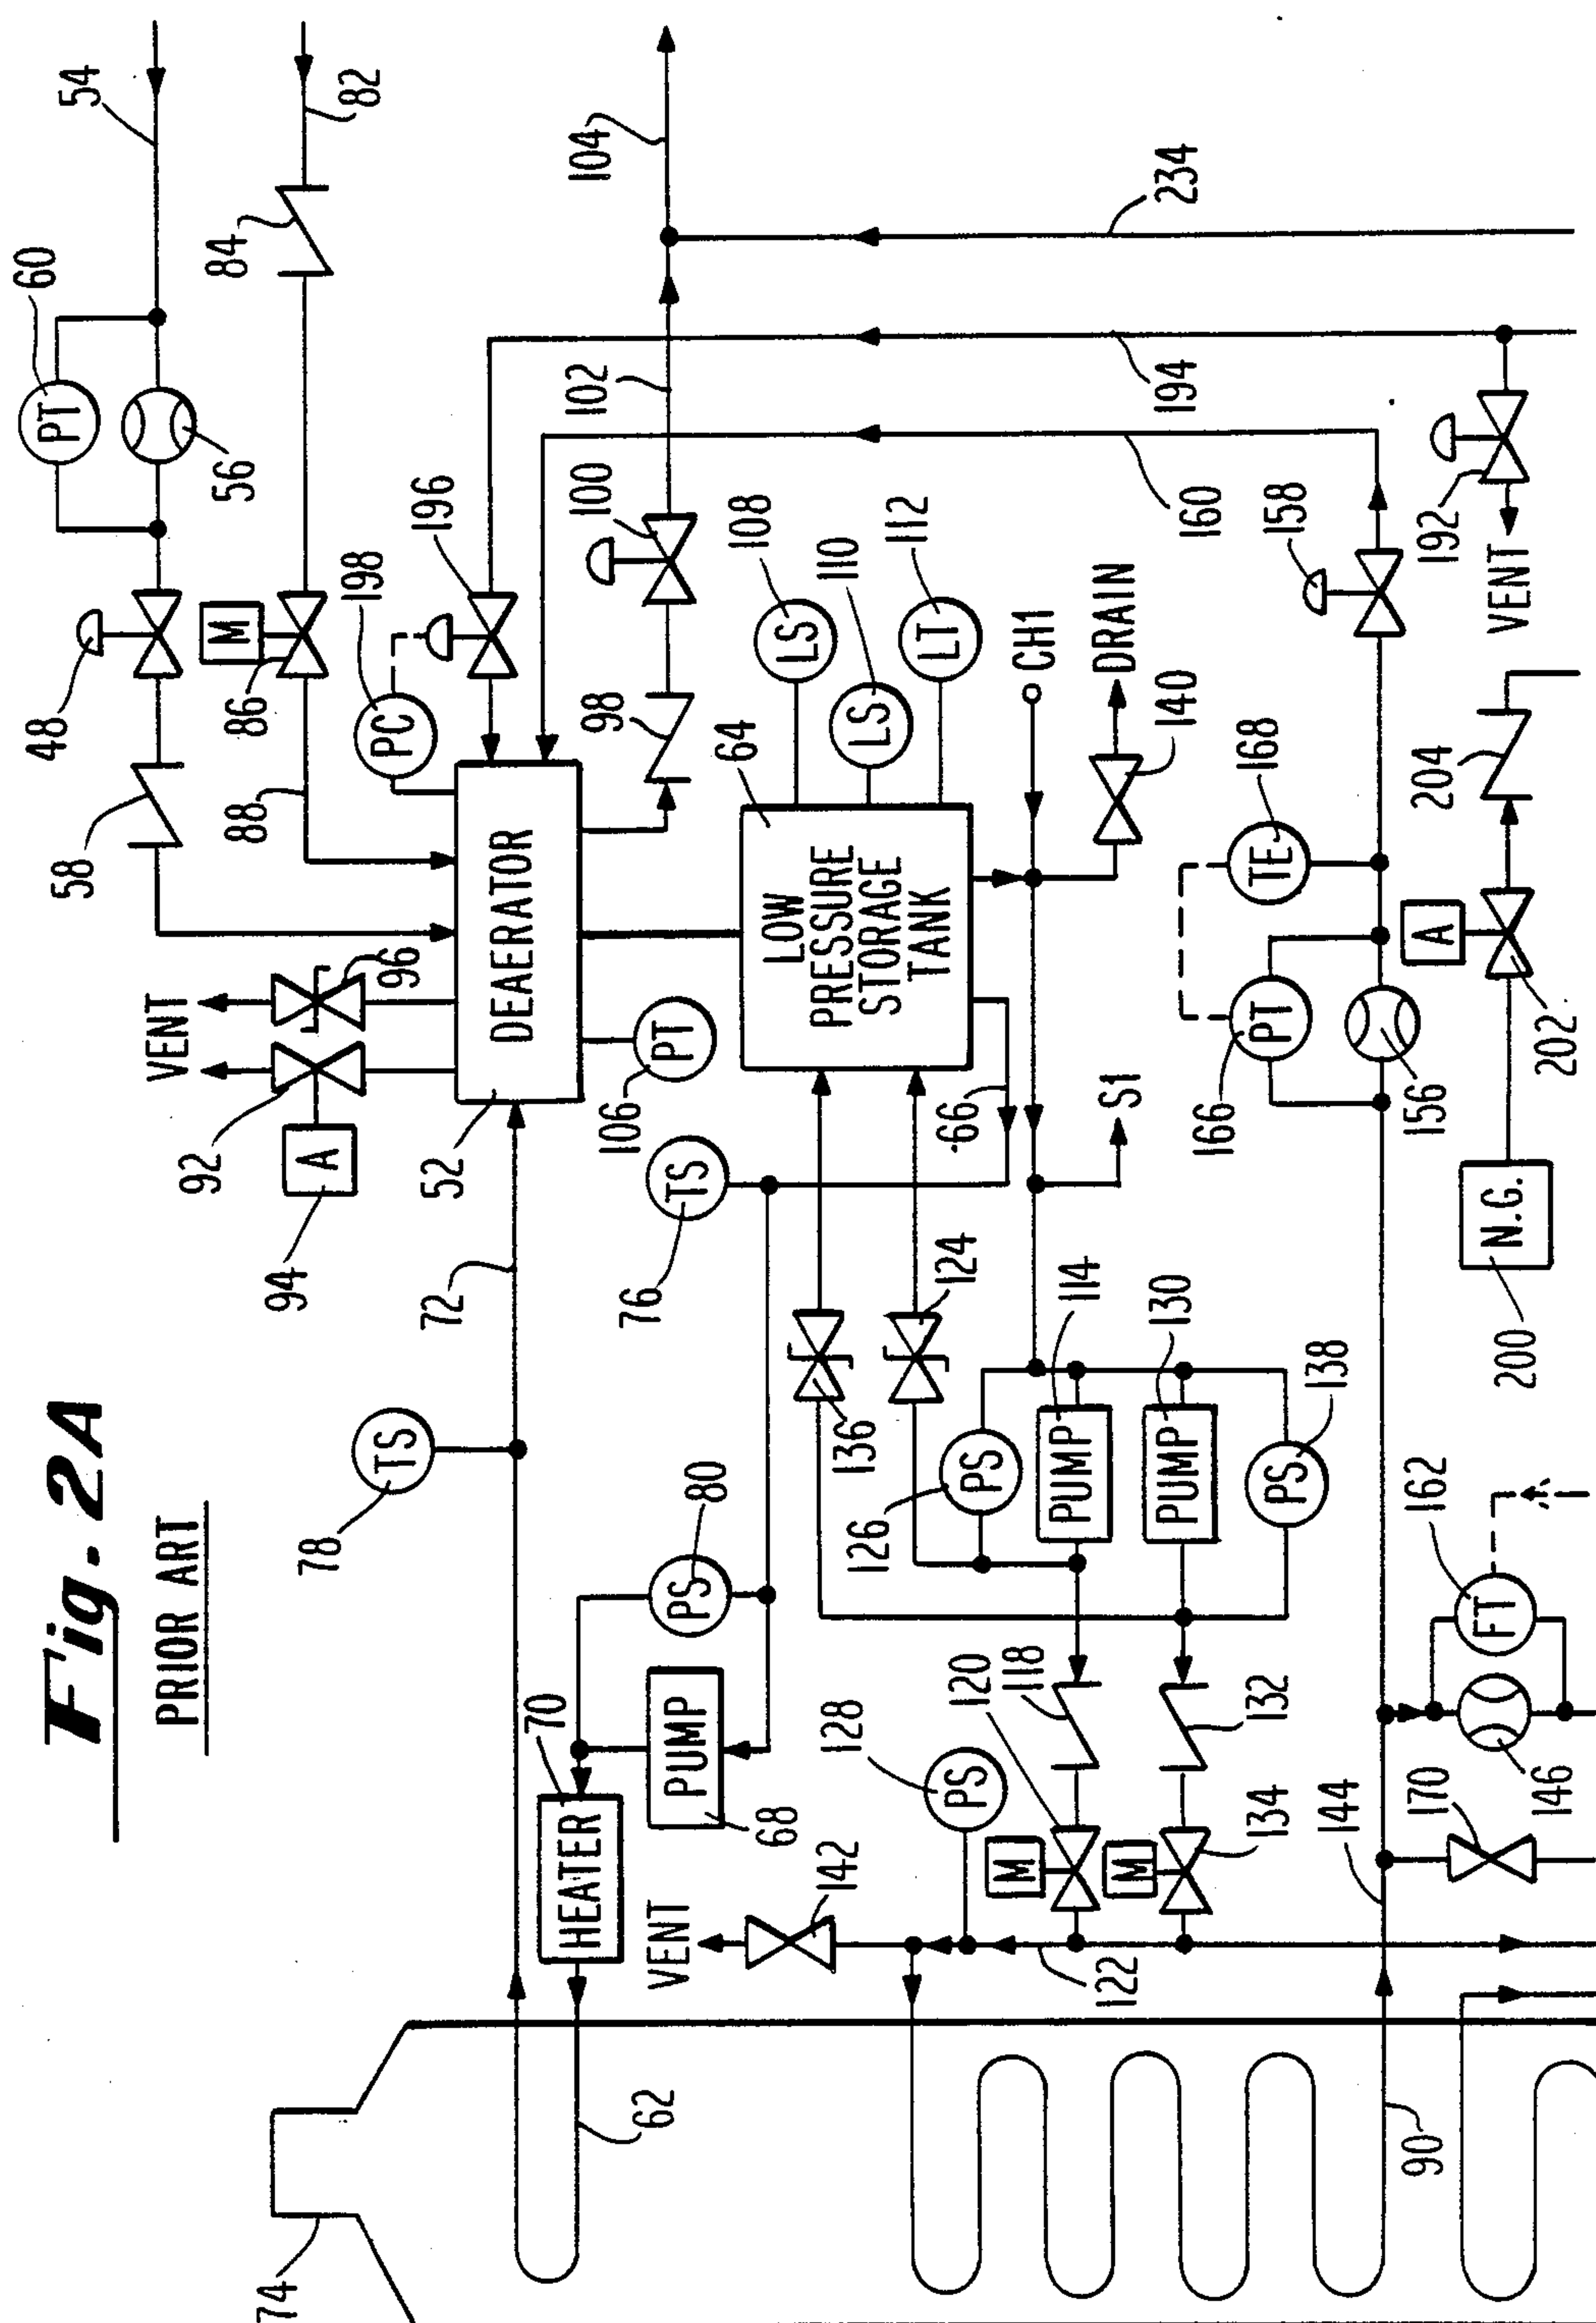 Fig. 2A
PRIOR ART
54
82
60
PT
56
84
48
M
86
58
88
104
234
198
PC
196
102
100
98
194
160
VENT
96
92
A
94
DEAERATOR
52
72
78
TS
106
PT
76
TS
64
LOW
PRESSURE
STORAGE
TANK
LS
108
LS
110
LT
112
CH1
DRAIN
140
66
S1
80
PS
PUMP
68
70
HEATER
62
74
136
124
126
PS
PUMP
114
PUMP
130
PS
138
128
PS
120
118
132
M
M
134
VENT
142
122
144
90
158
168
TE
166
PT
156
192
VENT
204
A
202
N.G.
200
162
FT
146
170